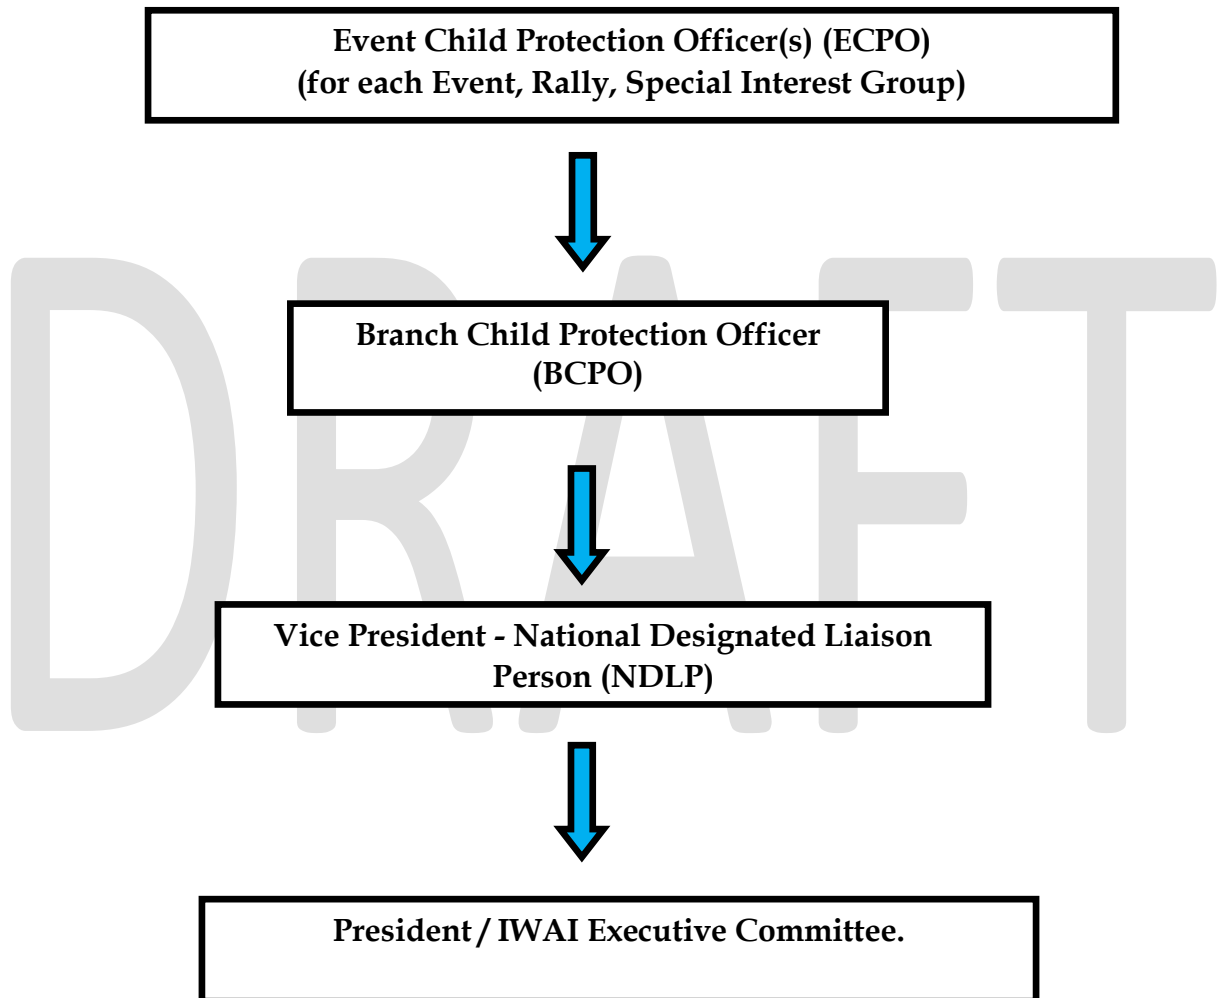 Event Child Protection Officer(s) (ECPO)
(for each Event, Rally, Special Interest Group)
Branch Child Protection Officer
(BCPO)
DRAFT
Vice President - National Designated Liaison
Person (NDLP)
President / IWAI Executive Committee.